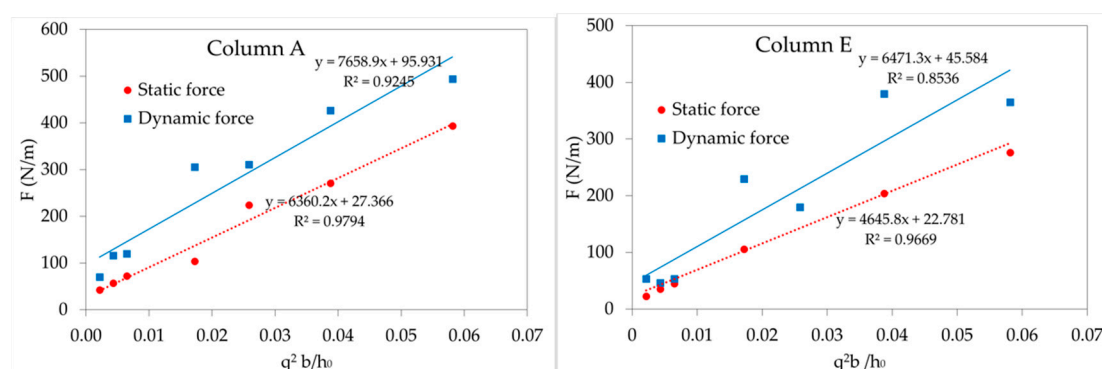 Column A
Static force
Dynamic force
y = 7658.9x + 95.931
R² = 0.9245
y = 6360.2x + 27.366
R² = 0.9794
F (N/m)
600
500
400
300
200
100
0
0.00 0.01 0.02 0.03 0.04 0.05 0.06 0.07
q² b/h₀
Column E
Static force
Dynamic force
y = 6471.3x + 45.584
R² = 0.8536
y = 4645.8x + 22.781
R² = 0.9669
F (N/m)
500
400
300
200
100
0
0 0.01 0.02 0.03 0.04 0.05 0.06 0.07
q²b/h₀